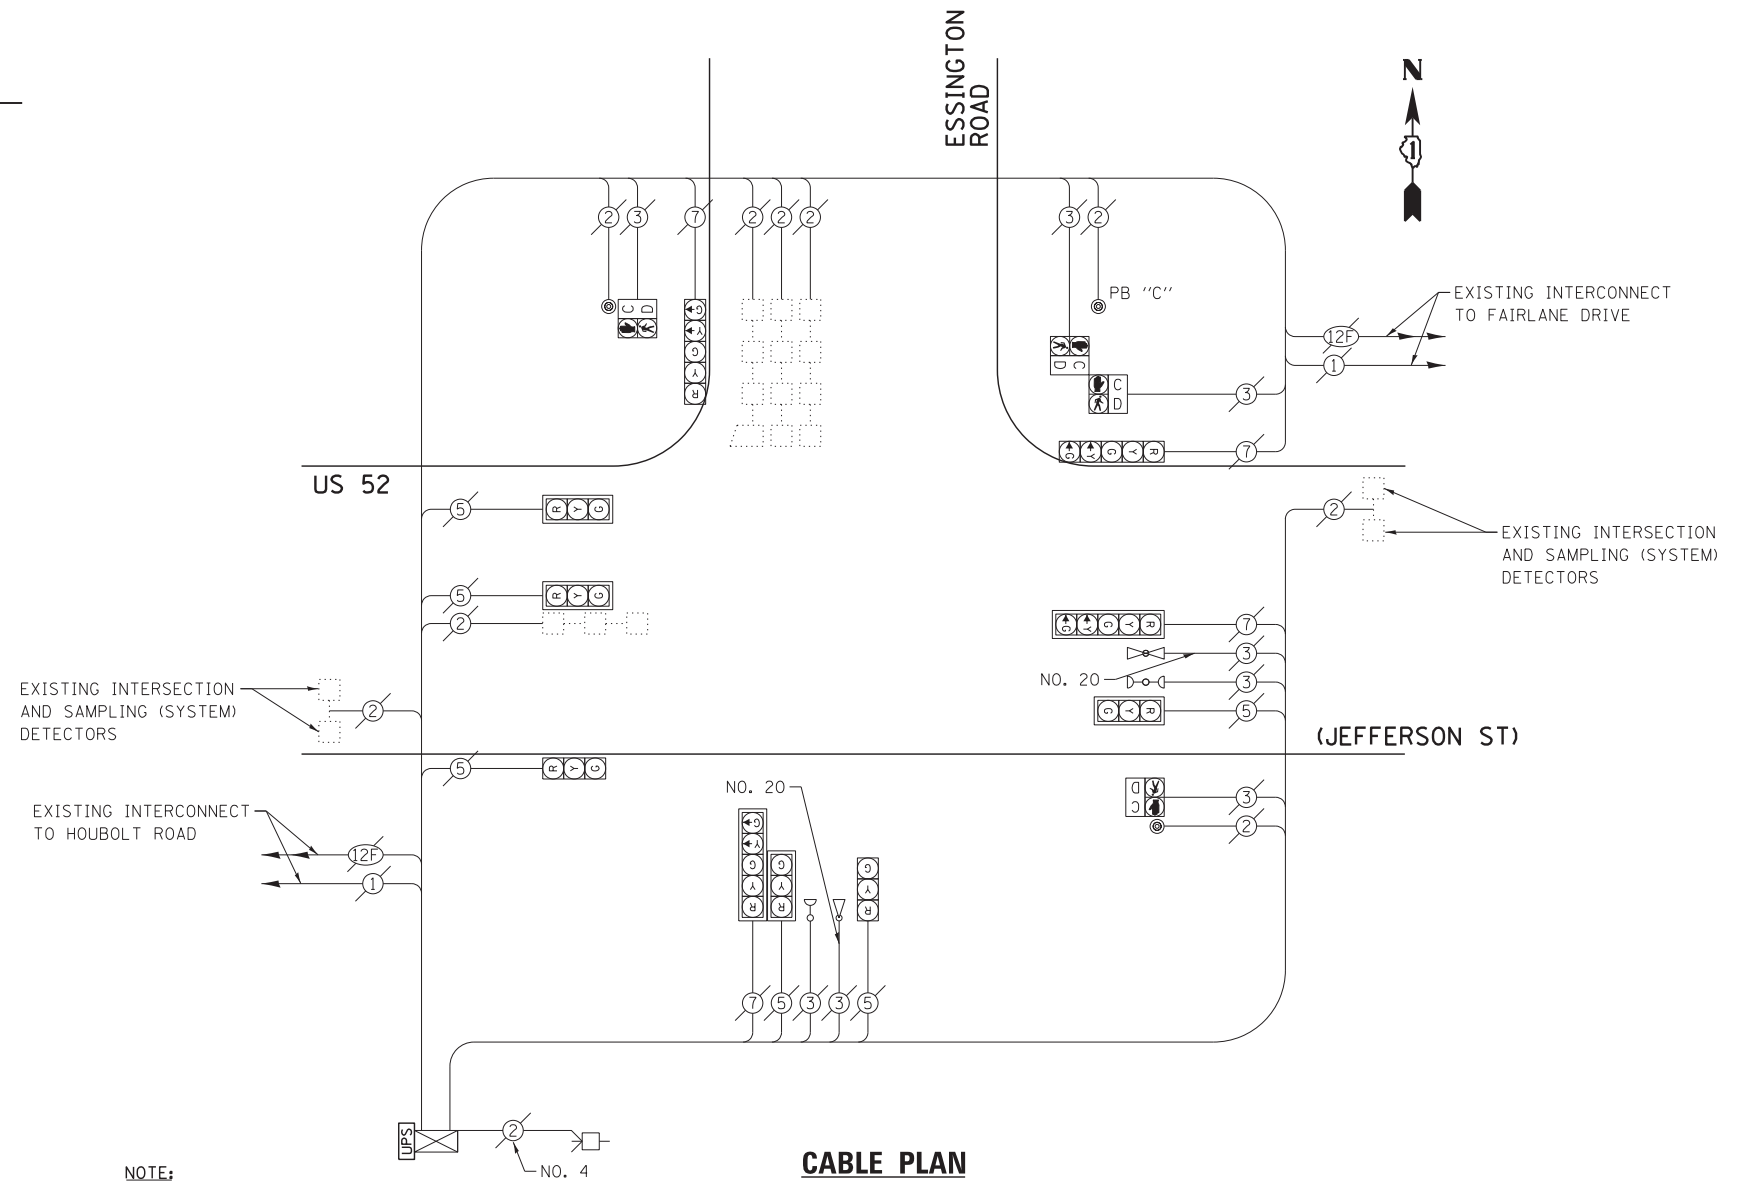 ESSINGTON
ROAD
N
1
2
3
7
2
2
2
3
2
PB "C"
C D
G
Y
G
Y
R
D C
C
D
3
EXISTING INTERCONNECT
TO FAIRLANE DRIVE
12F
1
G Y G Y R
7
US 52
5
R Y G
2
EXISTING INTERSECTION
AND SAMPLING (SYSTEM)
DETECTORS
5
R Y G
2
G Y G Y R
7
3
NO. 20
3
G Y R
5
EXISTING INTERSECTION
AND SAMPLING (SYSTEM)
DETECTORS
2
(JEFFERSON ST)
5
R Y G
NO. 20
D
C
3
2
EXISTING INTERCONNECT
TO HOUBOLT ROAD
12F
1
G
Y
G
Y
R
G
Y
R
G
Y
R
7
5
3
3
5
UPS
2
NO. 4
CABLE PLAN
NOTE: